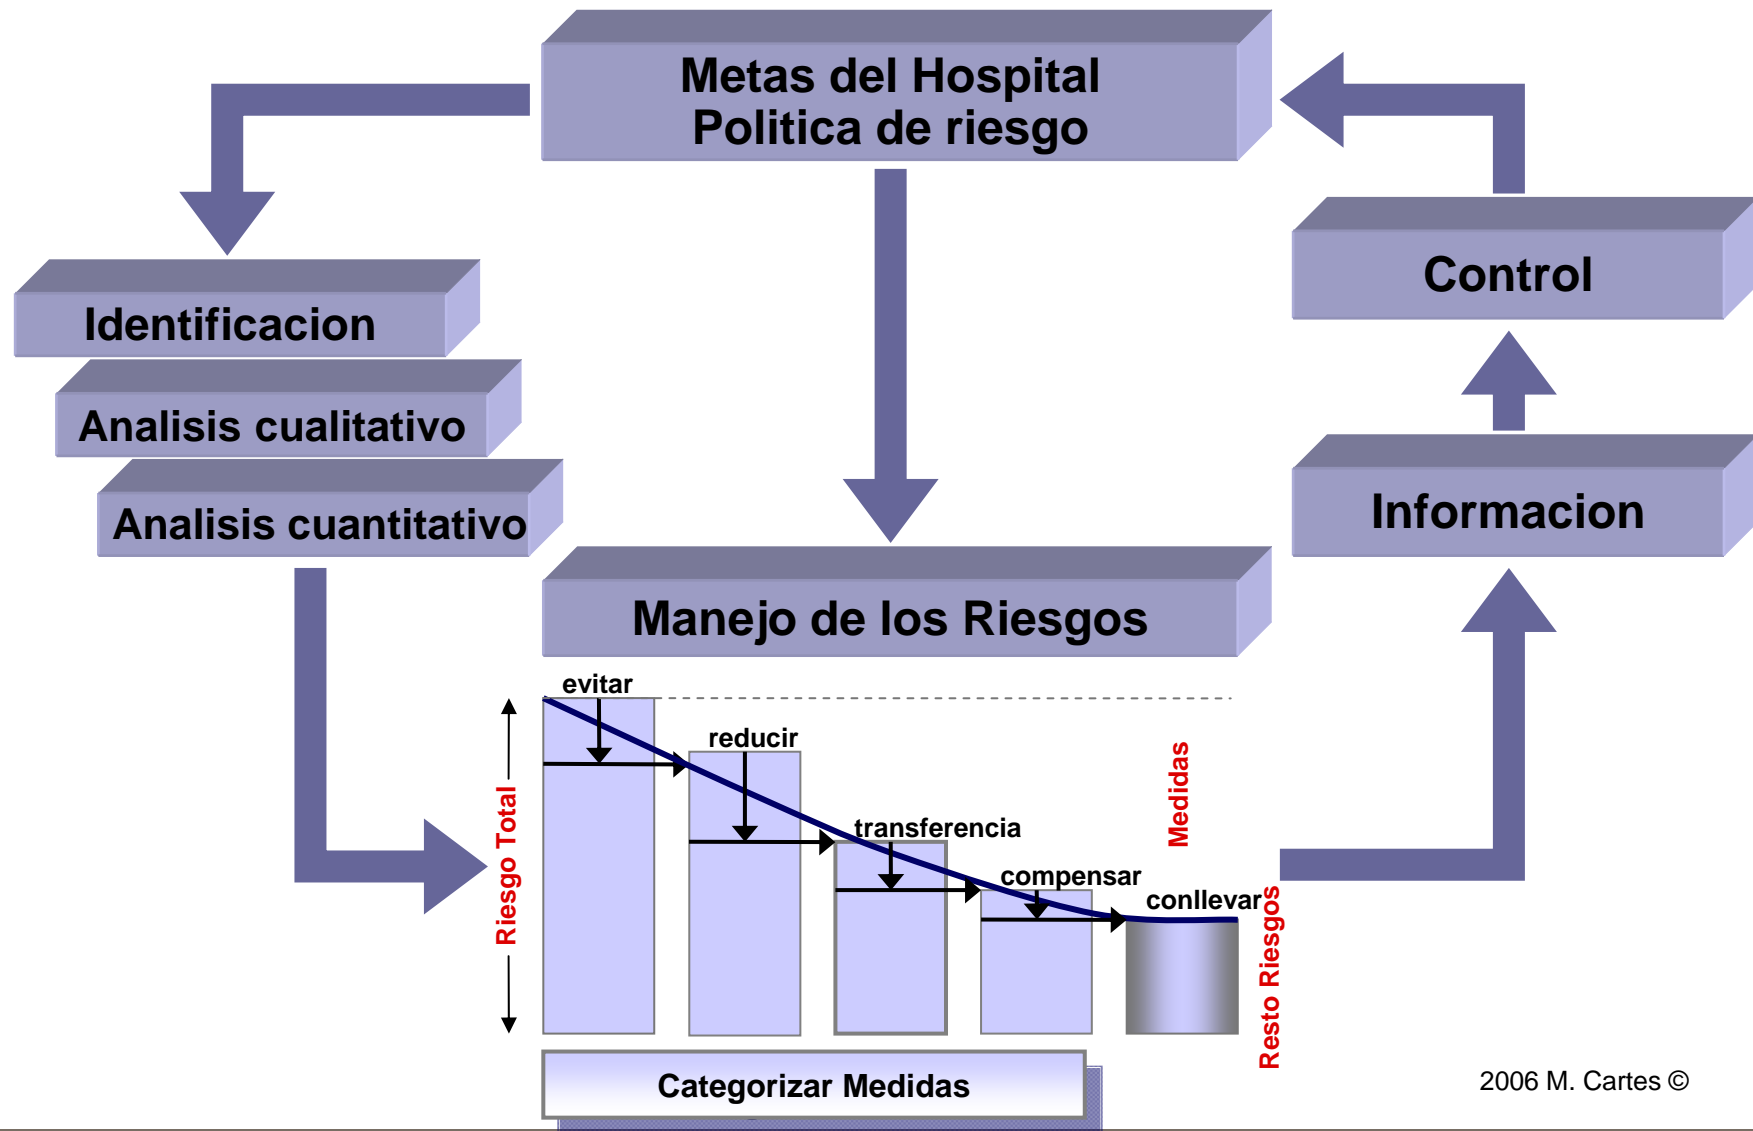 Metas del Hospital
Politica de riesgo
Identificacion
Analisis cualitativo
Analisis cuantitativo
Control
Informacion
Manejo de los Riesgos
evitar
reducir
transferencia
compensar
conllevar
Riesgo Total
Medidas
Resto Riesgos
Categorizar Medidas
2006 M. Cartes ©